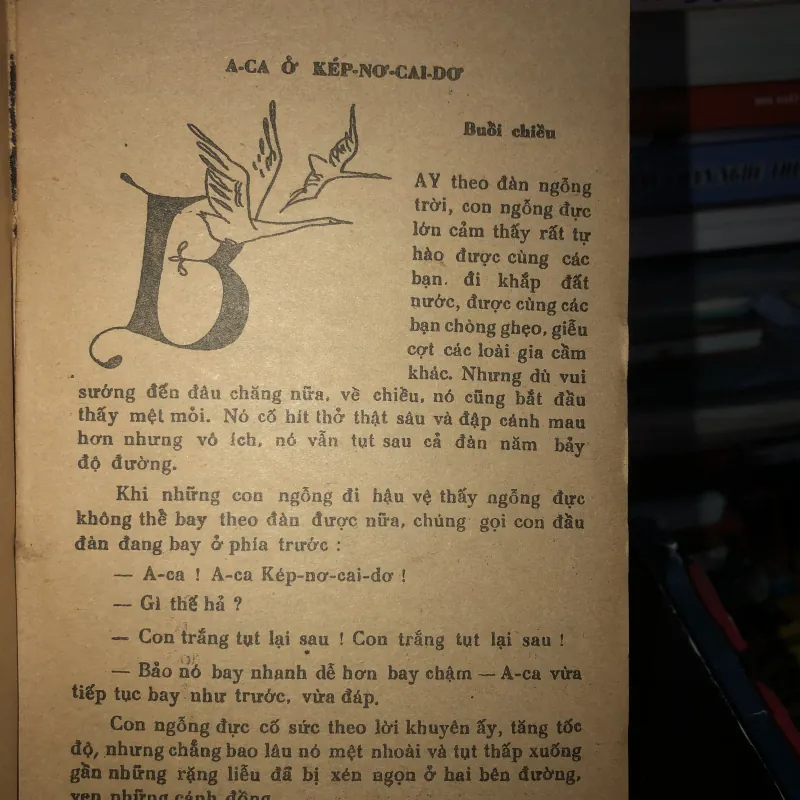 A-CA Ở KÉP-NƠ-CAI-DƠ
Buổi chiều
BAY theo đàn ngỗng
trời, con ngỗng đực
lớn cảm thấy rất tự
hào được cùng các
bạn. đi khắp đất
nước, được cùng các
bạn chòng ghẹo, giễu
cợt các loài gia cầm
khác. Nhưng dù vui
sướng đến đâu chăng nữa, về chiều, nó cũng bắt đầu
thấy mệt mỏi. Nó cố hít thở thật sâu và đập cánh mau
hơn nhưng vô ích, nó vẫn tụt sau cả đàn năm bảy
độ đường.
Khi những con ngỗng đi hậu vệ thấy ngỗng đực
không thể bay theo đàn được nữa, chúng gọi con đầu
đàn đang bay ở phía trước :
— A-ca ! A-ca Kép-nơ-cai-dơ !
— Gì thế hả ?
— Con trắng tụt lại sau ! Con trắng tụt lại sau !
— Bảo nó bay nhanh dễ hơn bay chậm — A-ca vừa
tiếp tục bay như trước, vừa đáp.
Con ngỗng đực cố sức theo lời khuyên ấy, tăng tốc
độ, nhưng chẳng bao lâu nó mệt nhoài và tụt thấp xuống
gần những rặng liễu đã bị xén ngọn ở hai bên đường,
ven những cánh đồng